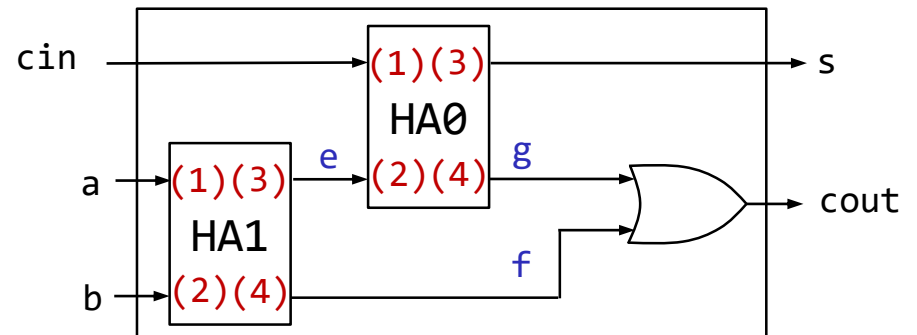 cin
(1)(3)
s
HA0
e
(2)(4)
g
a
(1)(3)
cout
HA1
f
b
(2)(4)